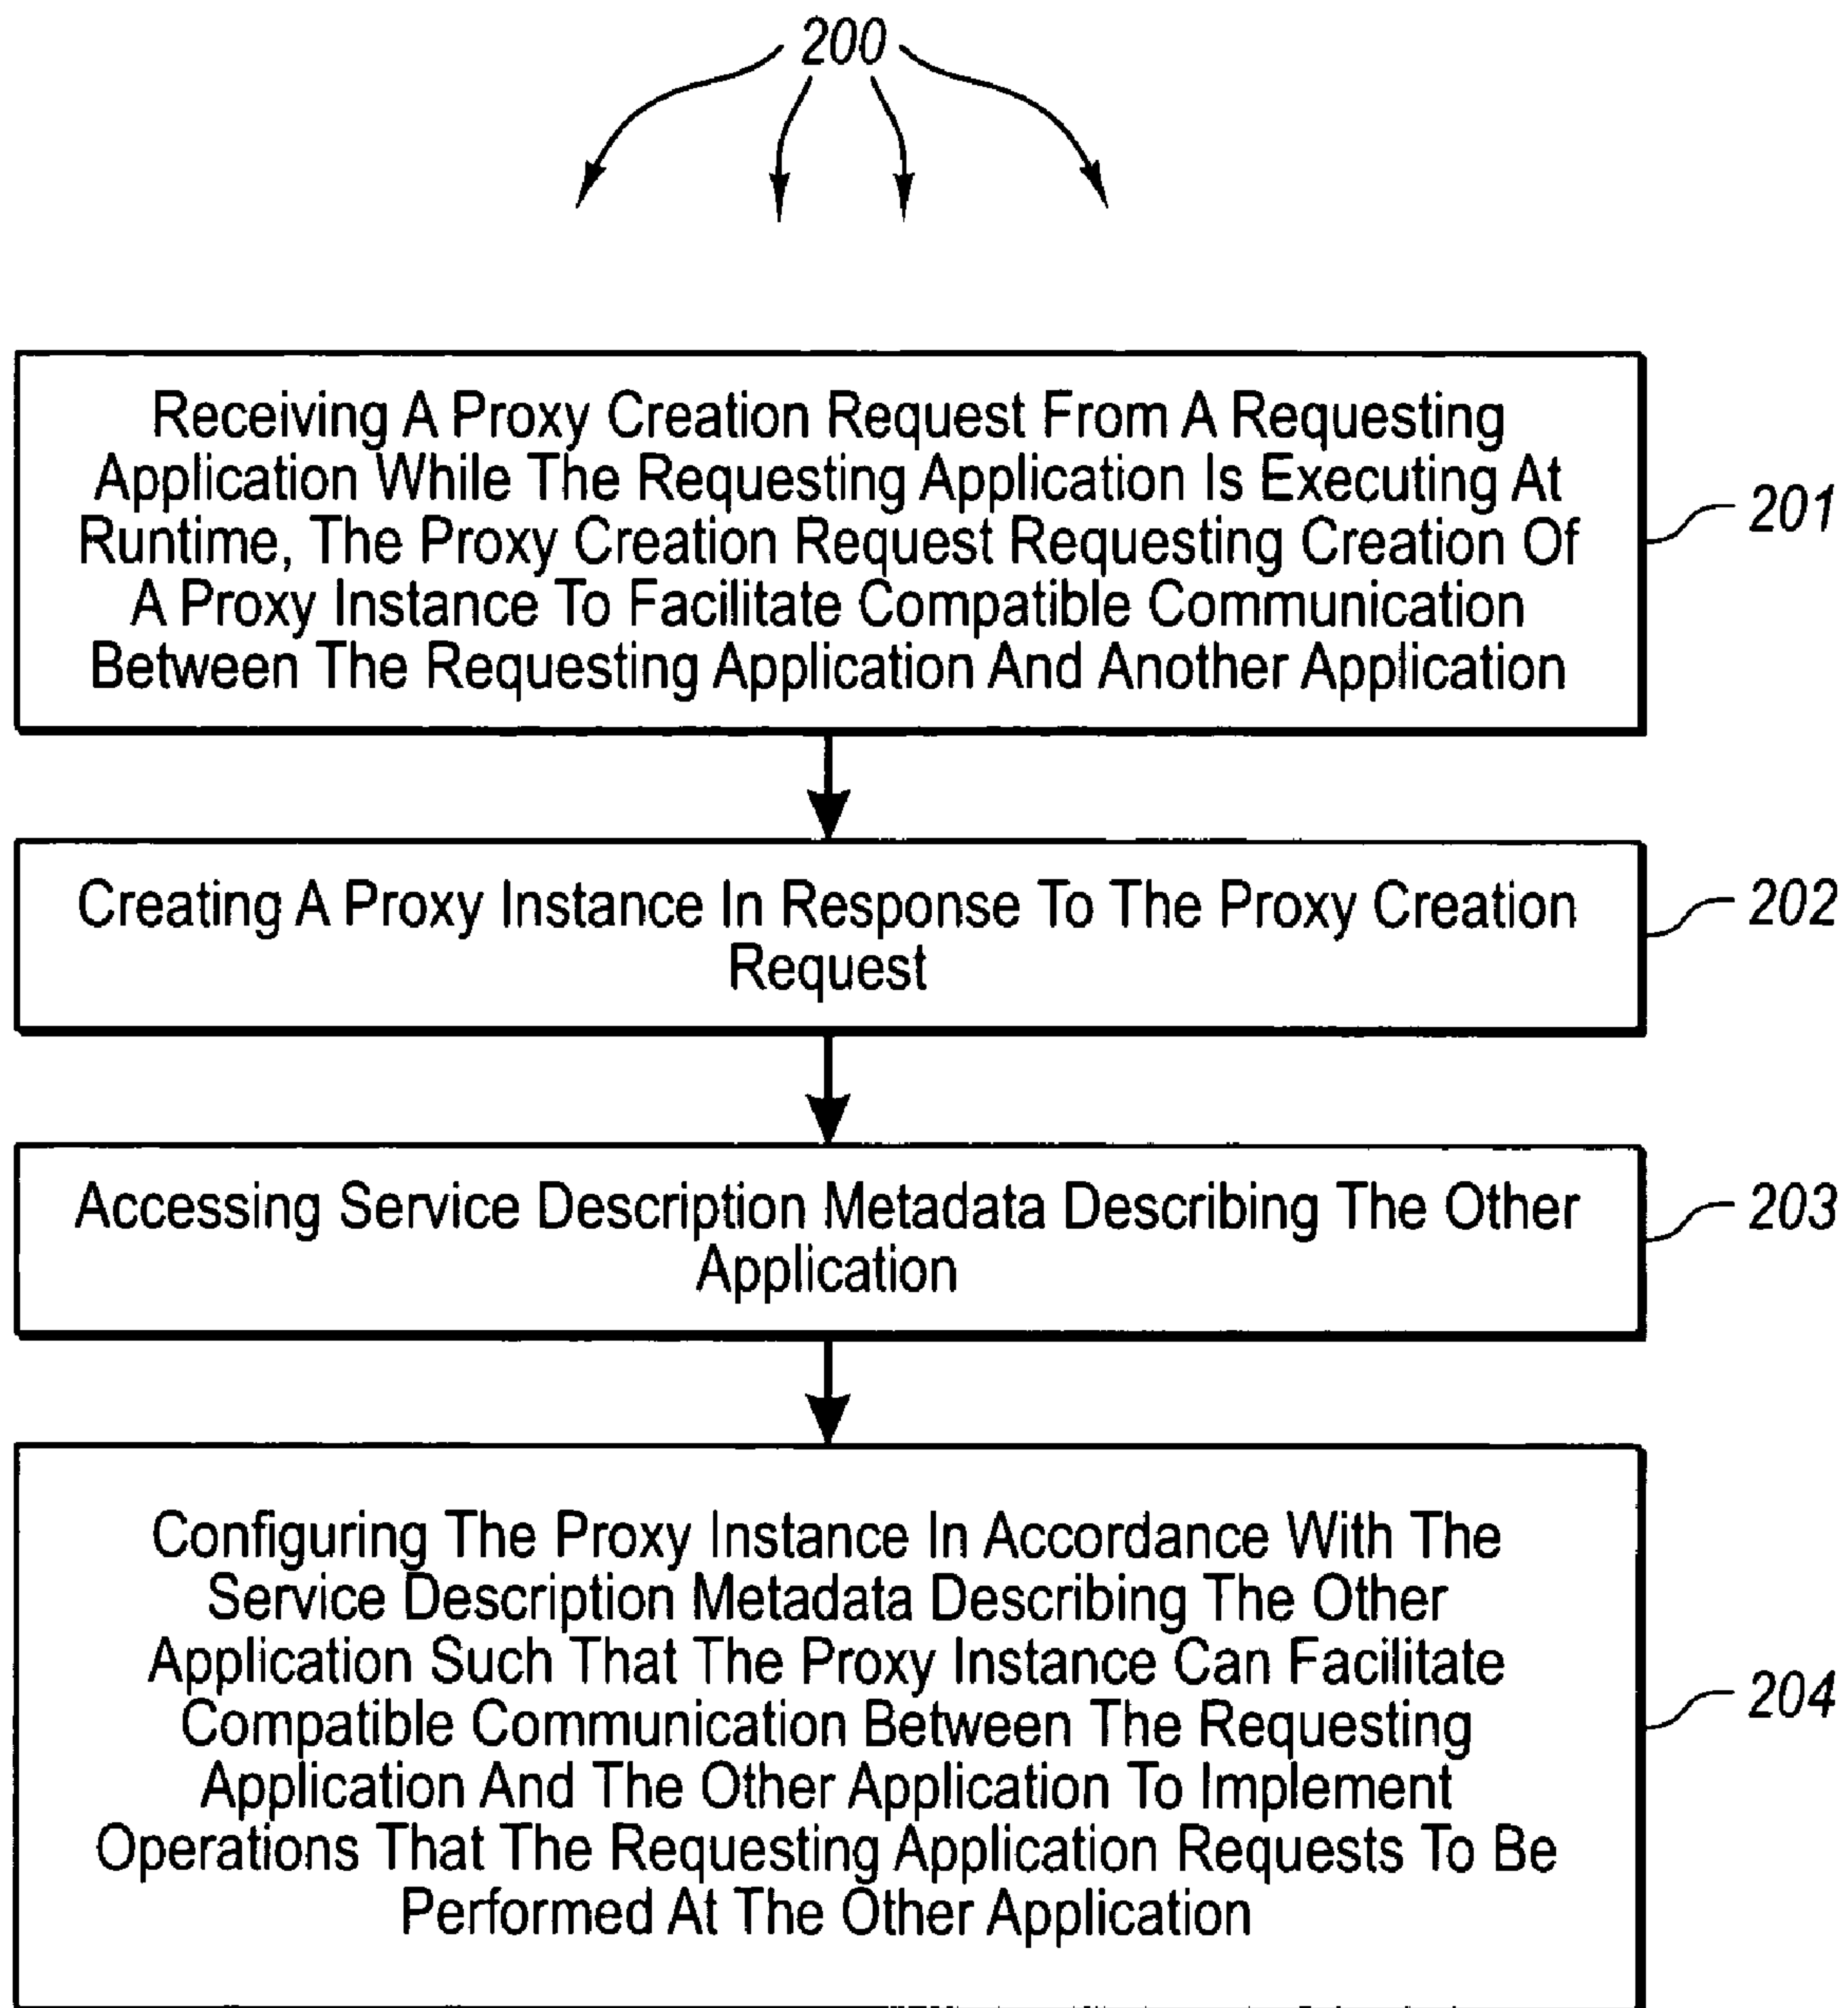 200
Receiving A Proxy Creation Request From A Requesting
Application While The Requesting Application Is Executing At
Runtime, The Proxy Creation Request Requesting Creation Of
A Proxy Instance To Facilitate Compatible Communication
Between The Requesting Application And Another Application
201
Creating A Proxy Instance In Response To The Proxy Creation
Request
202
Accessing Service Description Metadata Describing The Other
Application
203
Configuring The Proxy Instance In Accordance With The
Service Description Metadata Describing The Other
Application Such That The Proxy Instance Can Facilitate
Compatible Communication Between The Requesting
Application And The Other Application To Implement
Operations That The Requesting Application Requests To Be
Performed At The Other Application
204